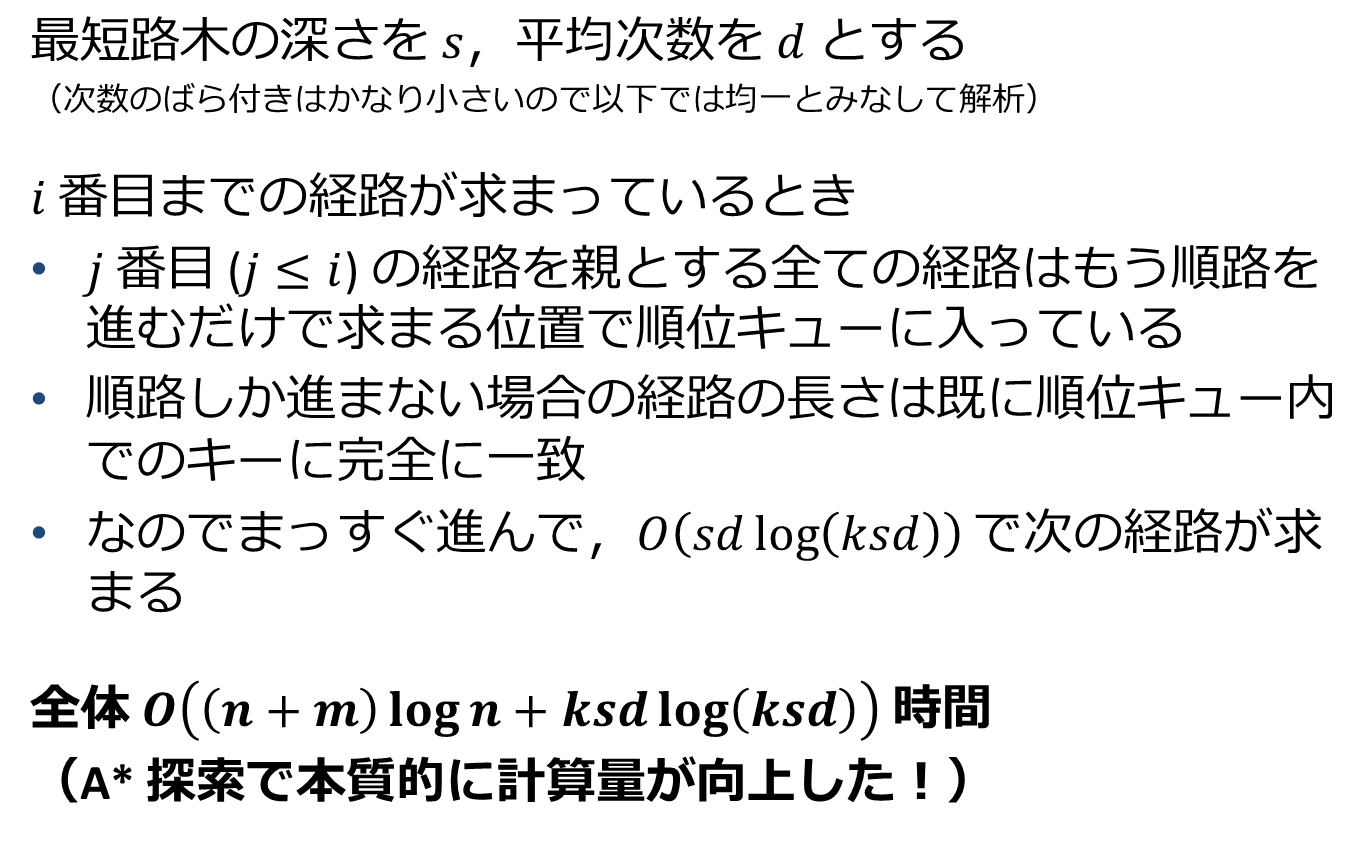 最短路木の深さを s，平均次数を d とする
（次数のばら付きはかなり小さいので以下では均一とみなして解析）
i 番目までの経路が求まっているとき
• j 番目 (j ≤ i) の経路を親とする全ての経路はもう順路を
進むだけで求まる位置で順位キューに入っている
• 順路しか進まない場合の経路の長さは既に順位キュー内
でのキーに完全に一致
• なのでまっすぐ進んで，O(sd log(ksd)) で次の経路が求
まる
全体 O((n + m) log n + ksd log(ksd)) 時間
（A* 探索で本質的に計算量が向上した！）